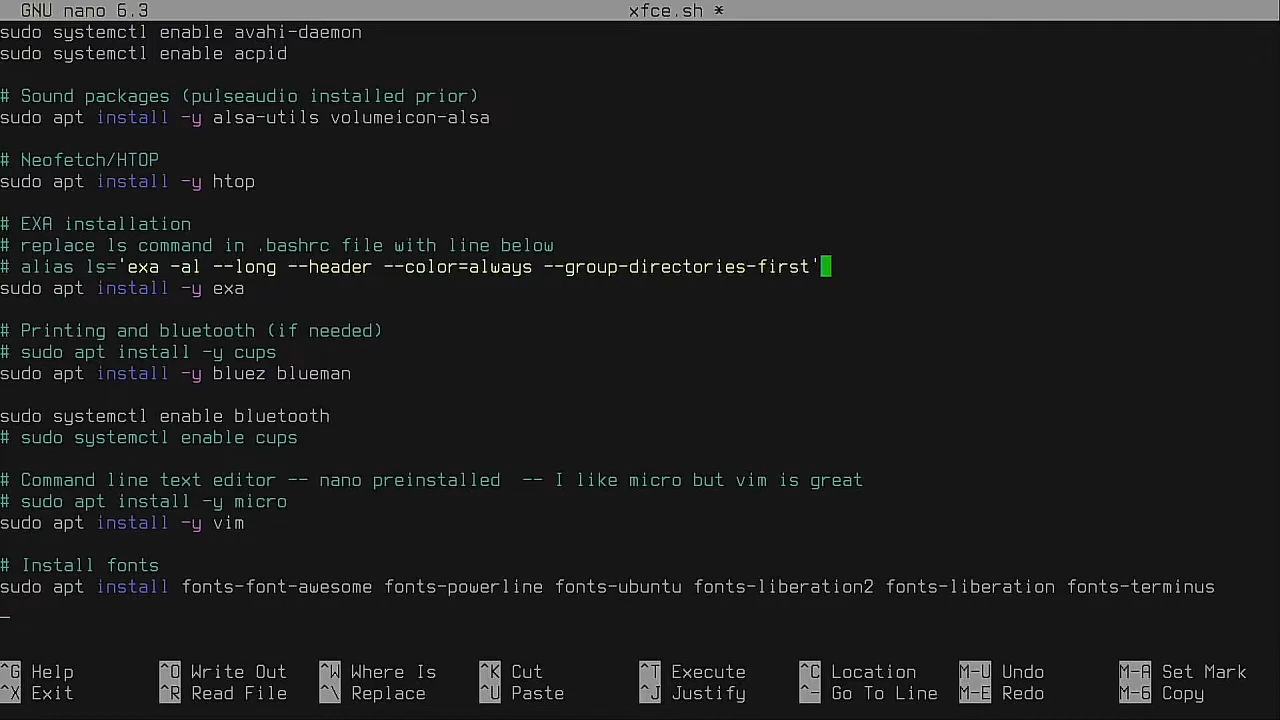 GNU nano 6.3 xfce.sh *
sudo systemctl enable avahi-daemon
sudo systemctl enable acpid
# Sound packages (pulseaudio installed prior)
sudo apt install -y alsa-utils volumeicon-alsa
# Neofetch/HTOP
sudo apt install -y htop
# EXA installation
# replace ls command in .bashrc file with line below
# alias ls='exa -al --long --header --color=always --group-directories-first'
sudo apt install -y exa
# Printing and bluetooth (if needed)
# sudo apt install -y cups
sudo apt install -y bluez blueman
sudo systemctl enable bluetooth
# sudo systemctl enable cups
# Command line text editor -- nano preinstalled  -- I like micro but vim is great
# sudo apt install -y micro
sudo apt install -y vim
# Install fonts
sudo apt install fonts-font-awesome fonts-powerline fonts-ubuntu fonts-liberation2 fonts-liberation fonts-terminus
^G Help ^O Write Out ^W Where Is ^K Cut ^T Execute ^C Location M-U Undo M-A Set Mark
^X Exit ^R Read File ^\ Replace ^U Paste ^J Justify ^- Go To Line M-E Redo M-6 Copy